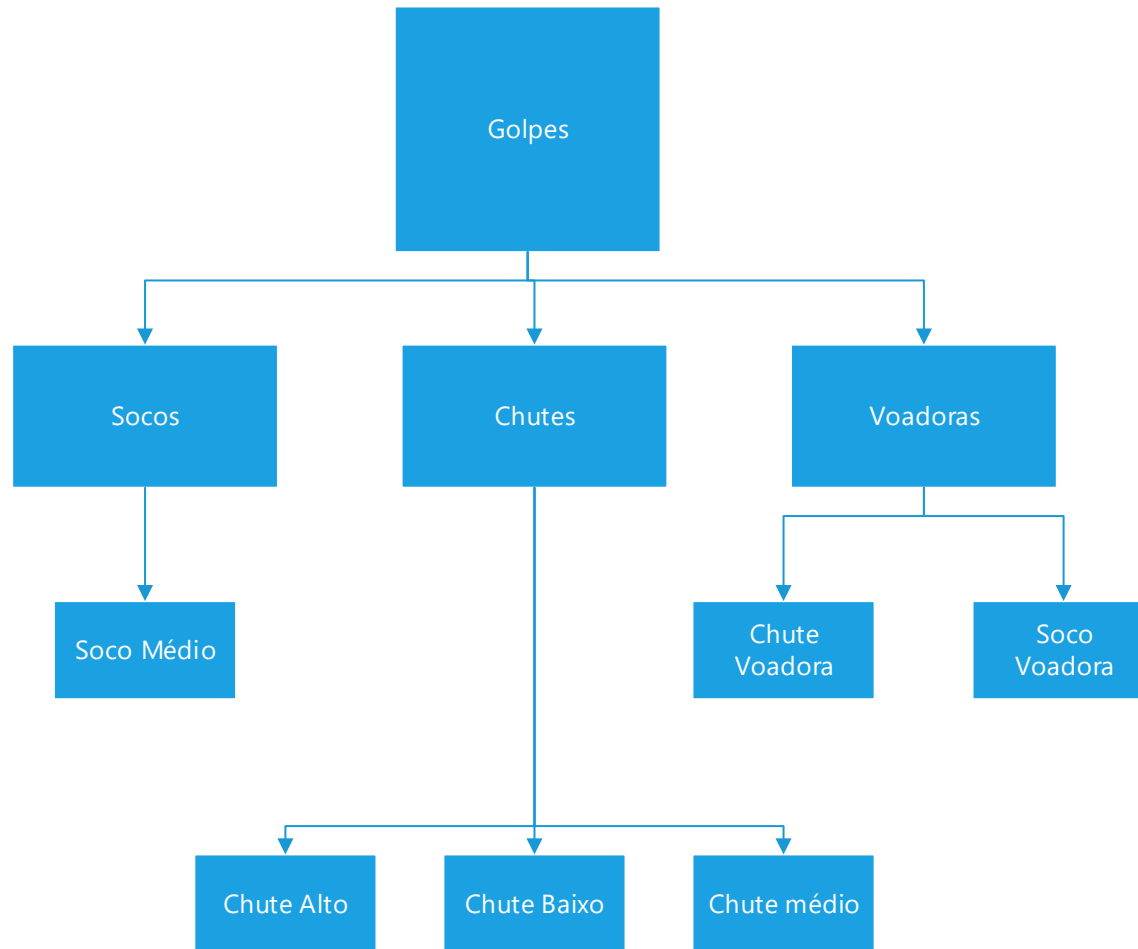 Golpes
Socos
Chutes
Voadoras
Soco Médio
Chute
Voadora
Soco
Voadora
Chute Alto
Chute Baixo
Chute médio